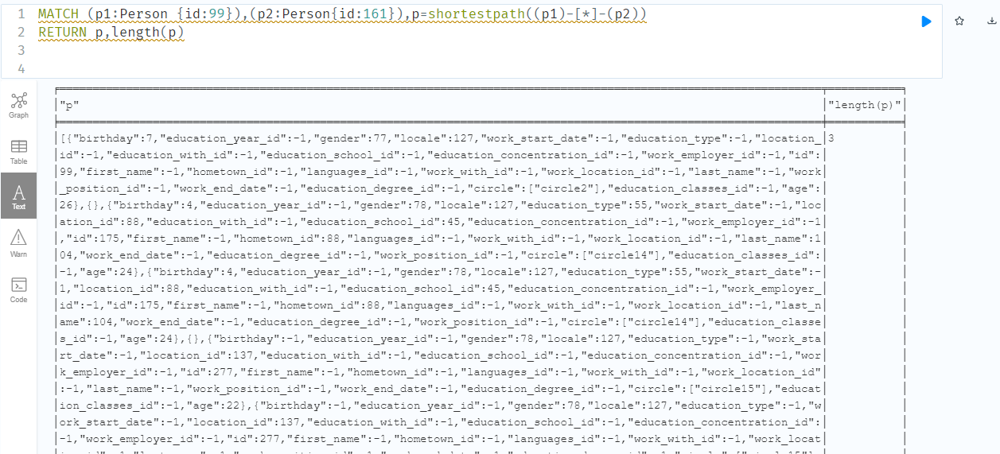 1 MATCH (p1:Person {id:99}),(p2:Person{id:161}),p=shortestpath((p1)-[*]-(p2))
2 RETURN p,length(p)
3
4
Graph
Table
Text
Warn
Code
"p" "length(p)"
[{"birthday":7,"education_year_id":-1,"gender":77,"locale":127,"work_start_date":-1,"education_type":-1,"location_ 3
id":-1,"education_with_id":-1,"education_school_id":-1,"education_concentration_id":-1,"work_employer_id":-1,"id":
99,"first_name":-1,"hometown_id":-1,"languages_id":-1,"work_with_id":-1,"work_location_id":-1,"last_name":-1,"work
_position_id":-1,"work_end_date":-1,"education_degree_id":-1,"circle":["circle2"],"education_classes_id":-1,"age":
26},{},{"birthday":4,"education_year_id":-1,"gender":78,"locale":127,"education_type":55,"work_start_date":-1,"loc
ation_id":88,"education_with_id":-1,"education_school_id":45,"education_concentration_id":-1,"work_employer_id":-1
,"id":175,"first_name":-1,"hometown_id":88,"languages_id":-1,"work_with_id":-1,"work_location_id":-1,"last_name":1
04,"work_end_date":-1,"education_degree_id":-1,"work_position_id":-1,"circle":["circle14"],"education_classes_id":
-1,"age":24},{"birthday":4,"education_year_id":-1,"gender":78,"locale":127,"education_type":55,"work_start_date":-
1,"location_id":88,"education_with_id":-1,"education_school_id":45,"education_concentration_id":-1,"work_employer_
id":-1,"id":175,"first_name":-1,"hometown_id":88,"languages_id":-1,"work_with_id":-1,"work_location_id":-1,"last_n
ame":104,"work_end_date":-1,"education_degree_id":-1,"work_position_id":-1,"circle":["circle14"],"education_classe
s_id":-1,"age":24},{},{"birthday":-1,"education_year_id":-1,"gender":78,"locale":127,"education_type":-1,"work_sta
rt_date":-1,"location_id":137,"education_with_id":-1,"education_school_id":-1,"education_concentration_id":-1,"wor
k_employer_id":-1,"id":277,"first_name":-1,"hometown_id":-1,"languages_id":-1,"work_with_id":-1,"work_location_id"
:-1,"last_name":-1,"work_position_id":-1,"work_end_date":-1,"education_degree_id":-1,"circle":["circle15"],"educat
ion_classes_id":-1,"age":22},{"birthday":-1,"education_year_id":-1,"gender":78,"locale":127,"education_type":-1,"w
ork_start_date":-1,"location_id":137,"education_with_id":-1,"education_school_id":-1,"education_concentration_id":
-1,"work_employer_id":-1,"id":277,"first_name":-1,"hometown_id":-1,"languages_id":-1,"work_with_id":-1,"work_locat